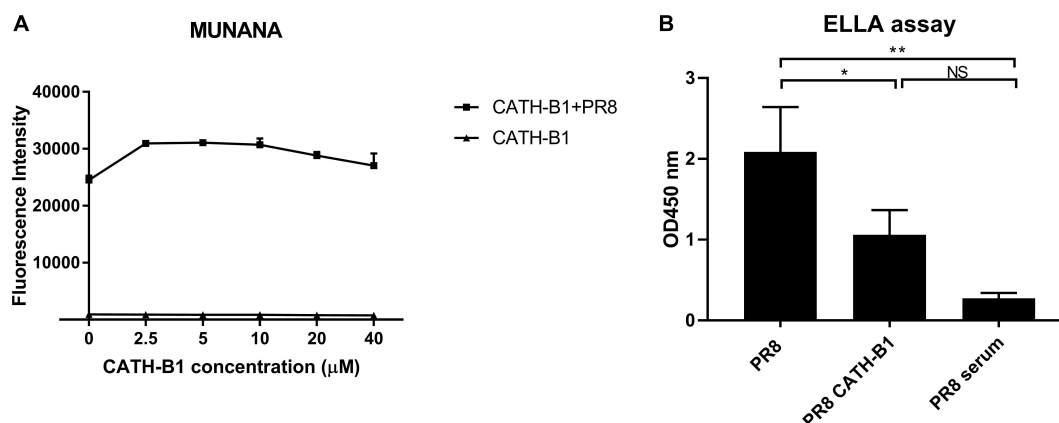 A
MUNANA
40000
30000
20000
10000
Fluorescence Intensity
0 2.5 5 10 20 40
CATH-B1 concentration (μM)
CATH-B1+PR8
CATH-B1
B
ELLA assay
**
* NS
3
2
1
0
OD450 nm
PR8
PR8 CATH-B1
PR8 serum